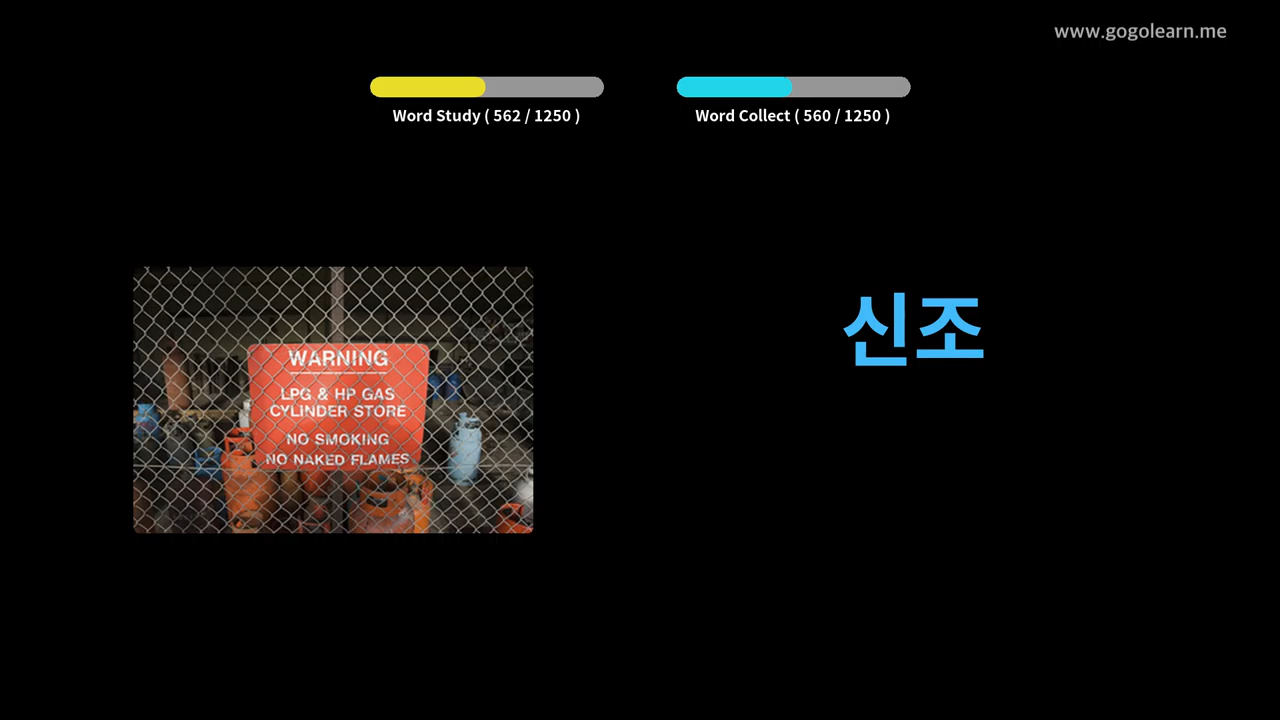 www.gogolearn.me
Word Study ( 562 / 1250 )
Word Collect ( 560 / 1250 )
WARNING
LPG & HP GAS
CYLINDER STORE
NO SMOKING
NO NAKED FLAMES
신조